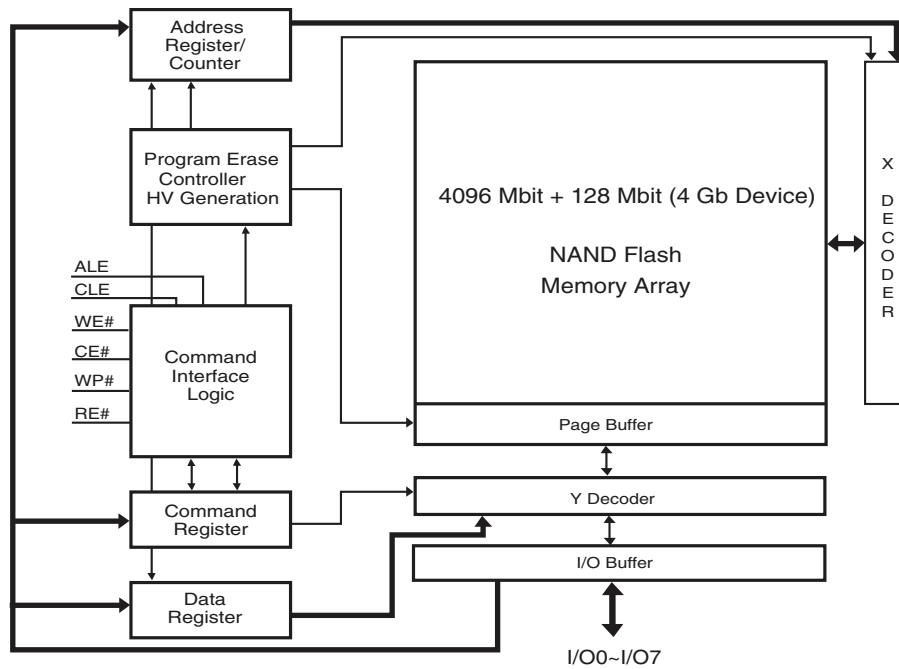 Address
Register/
Counter
Program Erase
Controller
HV Generation
ALE
CLE
WE#
CE#
WP#
RE#
Command
Interface
Logic
Command
Register
Data
Register
4096 Mbit + 128 Mbit (4 Gb Device)
NAND Flash
Memory Array
Page Buffer
Y Decoder
I/O Buffer
I/O0~I/O7
X
D
E
C
O
D
E
R